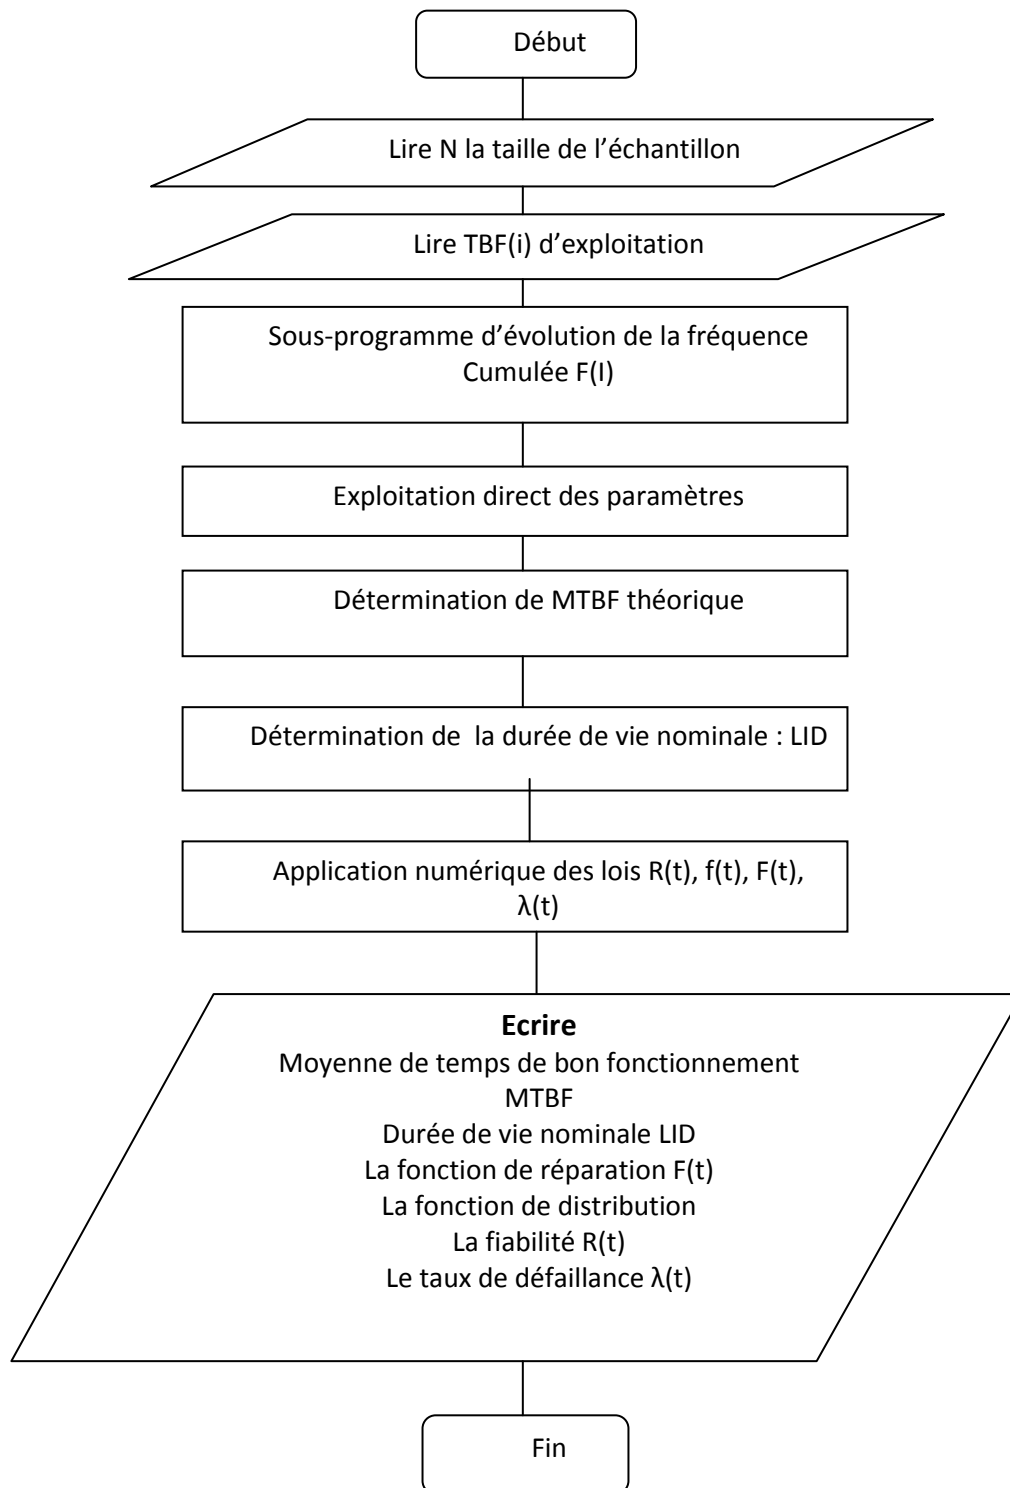 Début
Lire N la taille de l’échantillon
Lire TBF(i) d’exploitation
Sous-programme d’évolution de la fréquence
Cumulée F(I)
Exploitation direct des paramètres
Détermination de MTBF théorique
Détermination de la durée de vie nominale : LID
Application numérique des lois R(t), f(t), F(t),
λ(t)
Ecrire
Moyenne de temps de bon fonctionnement
MTBF
Durée de vie nominale LID
La fonction de réparation F(t)
La fonction de distribution
La fiabilité R(t)
Le taux de défaillance λ(t)
Fin